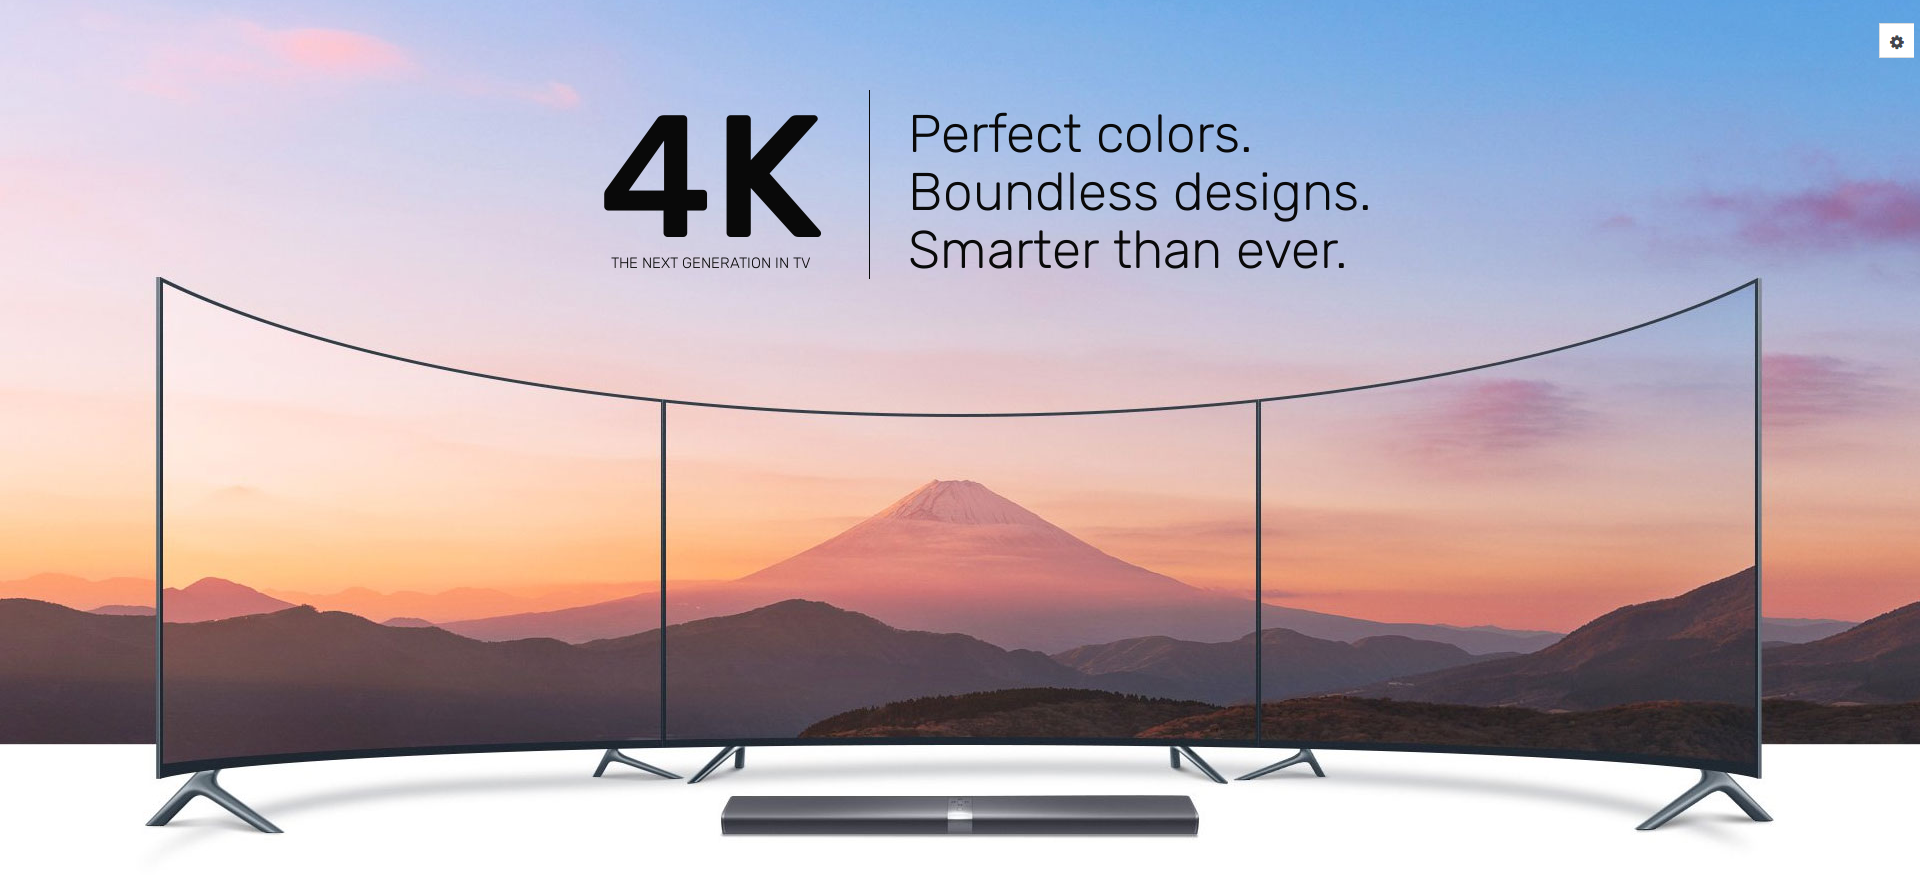 4K
THE NEXT GENERATION IN TV
Perfect colors.
Boundless designs.
Smarter than ever.